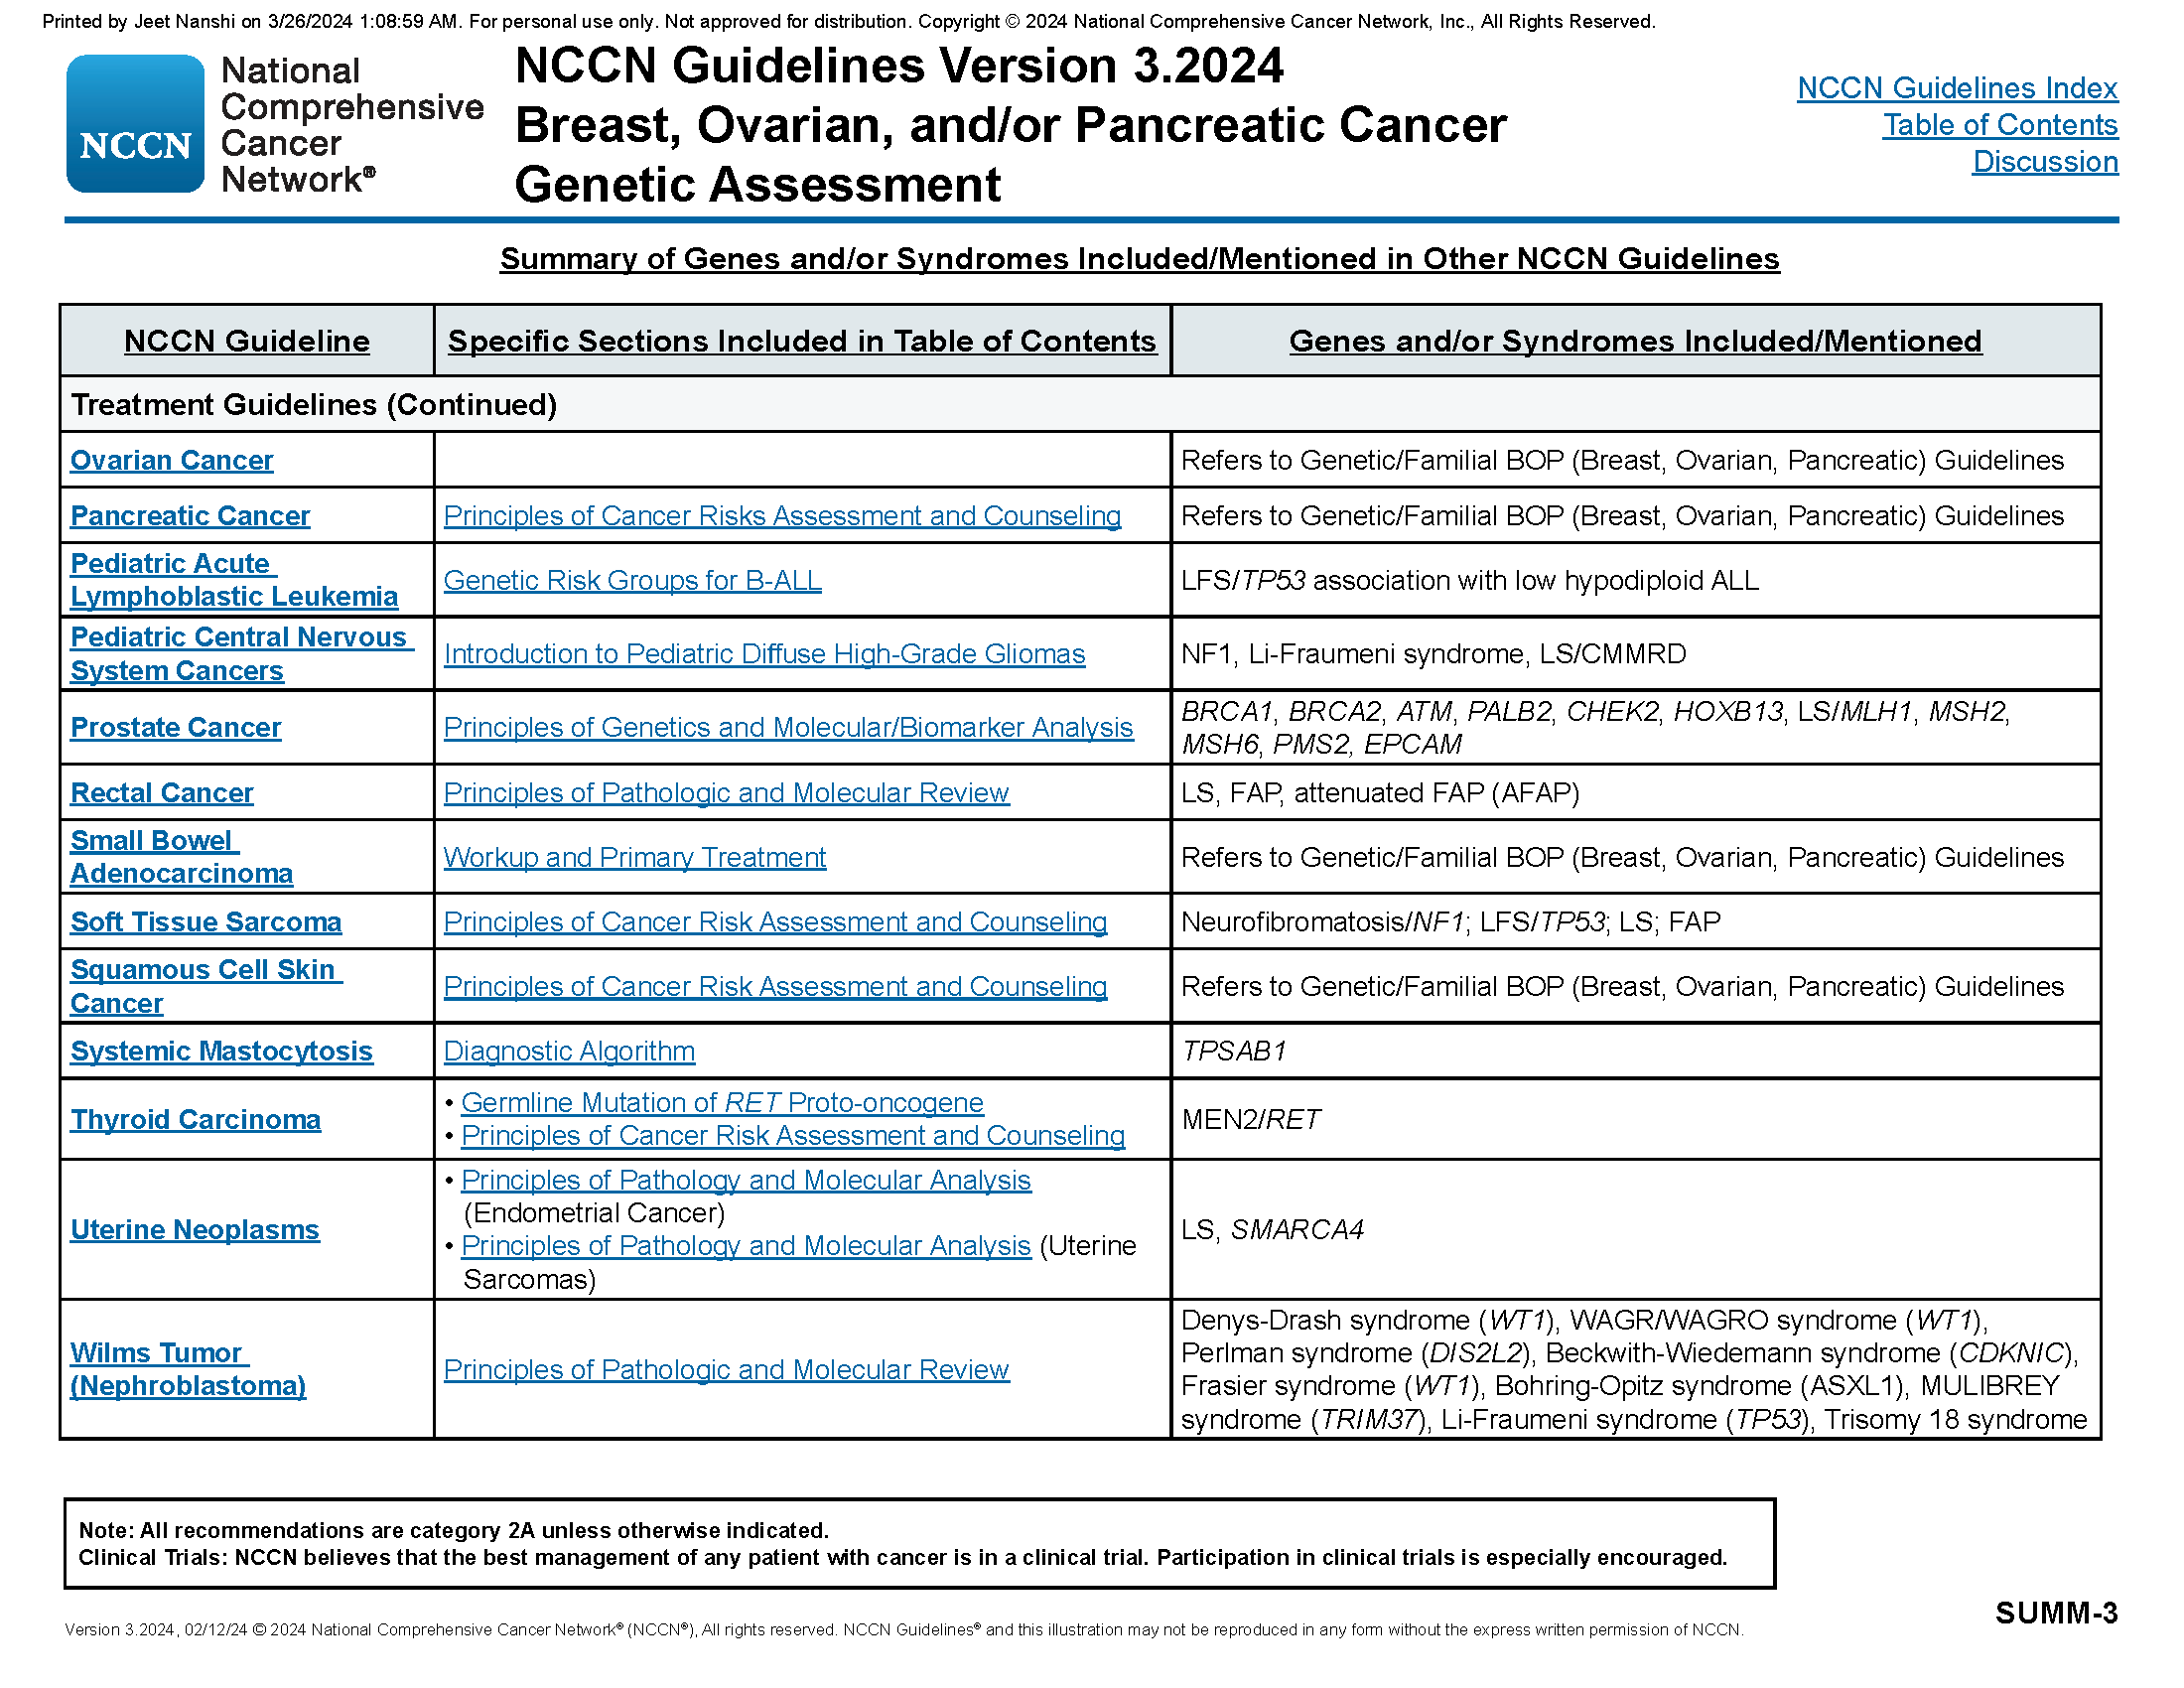 Printed by Jeet Nanshi on 3/26/2024 1:08:59 AM. For personal use only. Not approved for distribution. Copyright © 2024 National Comprehensive Cancer Network, Inc., All Rights Reserved.
NCCN
National
Comprehensive
Cancer
Network®
NCCN Guidelines Version 3.2024
Breast, Ovarian, and/or Pancreatic Cancer
Genetic Assessment
NCCN Guidelines Index
Table of Contents
Discussion
Summary of Genes and/or Syndromes Included/Mentioned in Other NCCN Guidelines
NCCN Guideline
Specific Sections Included in Table of Contents
Genes and/or Syndromes Included/Mentioned
Treatment Guidelines (Continued)
Ovarian Cancer
Refers to Genetic/Familial BOP (Breast, Ovarian, Pancreatic) Guidelines
Pancreatic Cancer
Principles of Cancer Risks Assessment and Counseling
Refers to Genetic/Familial BOP (Breast, Ovarian, Pancreatic) Guidelines
Pediatric Acute
Lymphoblastic Leukemia
Genetic Risk Groups for B-ALL
LFS/TP53 association with low hypodiploid ALL
Pediatric Central Nervous
System Cancers
Introduction to Pediatric Diffuse High-Grade Gliomas
NF1, Li-Fraumeni syndrome, LS/CMMRD
Prostate Cancer
Principles of Genetics and Molecular/Biomarker Analysis
BRCA1, BRCA2, ATM, PALB2, CHEK2, HOXB13, LS/MLH1, MSH2,
MSH6, PMS2, EPCAM
Rectal Cancer
Principles of Pathologic and Molecular Review
LS, FAP, attenuated FAP (AFAP)
Small Bowel
Adenocarcinoma
Workup and Primary Treatment
Refers to Genetic/Familial BOP (Breast, Ovarian, Pancreatic) Guidelines
Soft Tissue Sarcoma
Principles of Cancer Risk Assessment and Counseling
Neurofibromatosis/NF1; LFS/TP53; LS; FAP
Squamous Cell Skin
Cancer
Principles of Cancer Risk Assessment and Counseling
Refers to Genetic/Familial BOP (Breast, Ovarian, Pancreatic) Guidelines
Systemic Mastocytosis
Diagnostic Algorithm
TPSAB1
Thyroid Carcinoma
• Germline Mutation of RET Proto-oncogene
• Principles of Cancer Risk Assessment and Counseling
MEN2/RET
Uterine Neoplasms
• Principles of Pathology and Molecular Analysis
(Endometrial Cancer)
• Principles of Pathology and Molecular Analysis (Uterine
Sarcomas)
LS, SMARCA4
Wilms Tumor
(Nephroblastoma)
Principles of Pathologic and Molecular Review
Denys-Drash syndrome (WT1), WAGR/WAGRO syndrome (WT1),
Perlman syndrome (DIS2L2), Beckwith-Wiedemann syndrome (CDKNIC),
Frasier syndrome (WT1), Bohring-Opitz syndrome (ASXL1), MULIBREY
syndrome (TRIM37), Li-Fraumeni syndrome (TP53), Trisomy 18 syndrome
Note: All recommendations are category 2A unless otherwise indicated.
Clinical Trials: NCCN believes that the best management of any patient with cancer is in a clinical trial. Participation in clinical trials is especially encouraged.
SUMM-3
Version 3.2024, 02/12/24 © 2024 National Comprehensive Cancer Network® (NCCN®), All rights reserved. NCCN Guidelines® and this illustration may not be reproduced in any form without the express written permission of NCCN.